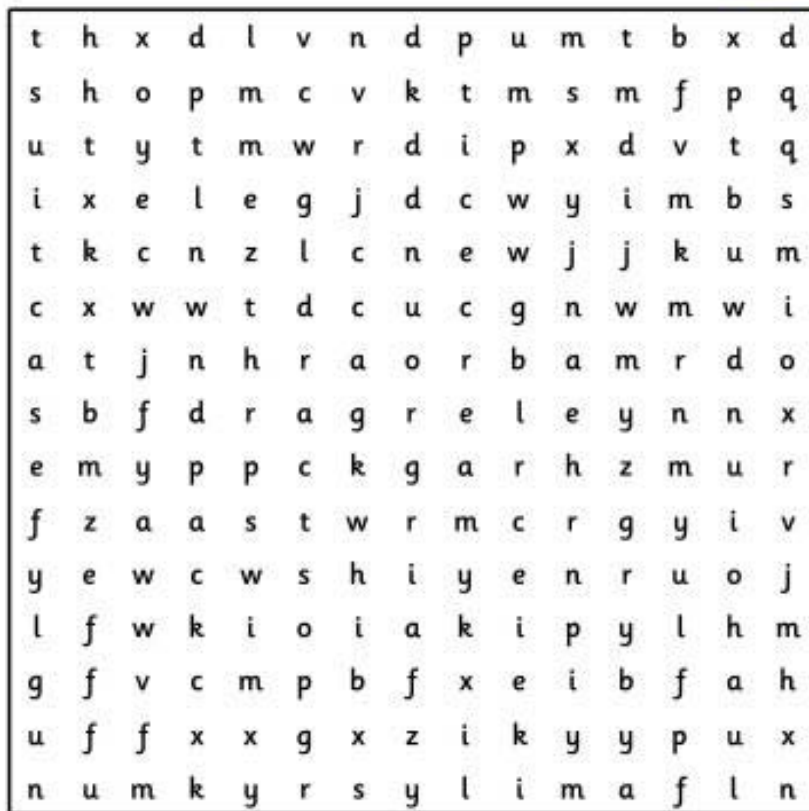 t h x d l v n d p u m t b x d
s h o p m c v k t m s m f p q
u t y t m w r d i p x d v t q
i x e l e g j d c w y i m b s
t k c n z l c n e w j j k u m
c x w w t d c u c g n w m w i
a t j n h r a o r b a m r d o
s b f d r a g r e l e y n n x
e m y p p c k g a r h z m u r
f z a a s t w r m c r g y i v
y e w c w s h i y e n r u o j
l f w k i o i a k i p y l h m
g f v c m p b f x e i b f a h
u f f x x g x z i k y y p u x
n u m k y r s y l i m a f l n